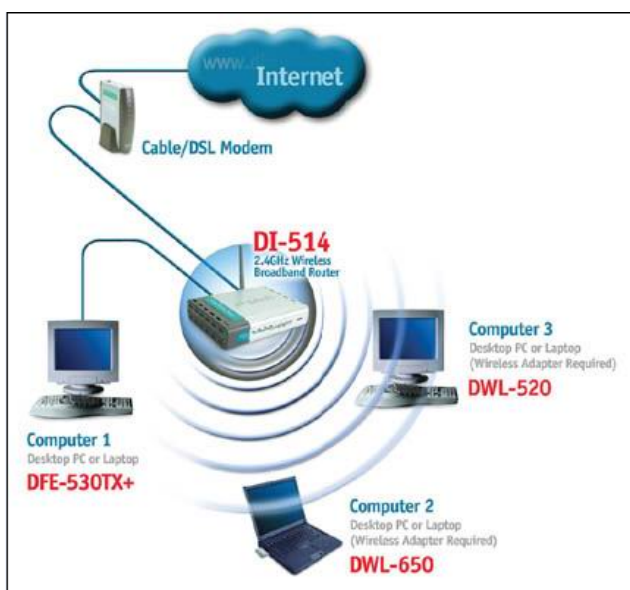 www.
Internet
Cable/DSL Modem
DI-514
2.4GHz Wireless
Broadband Router
Computer 3
Desktop PC or Laptop
(Wireless Adapter Required)
DWL-520
Computer 1
Desktop PC or Laptop
DFE-530TX+
Computer 2
Desktop PC or Laptop
(Wireless Adapter Required)
DWL-650